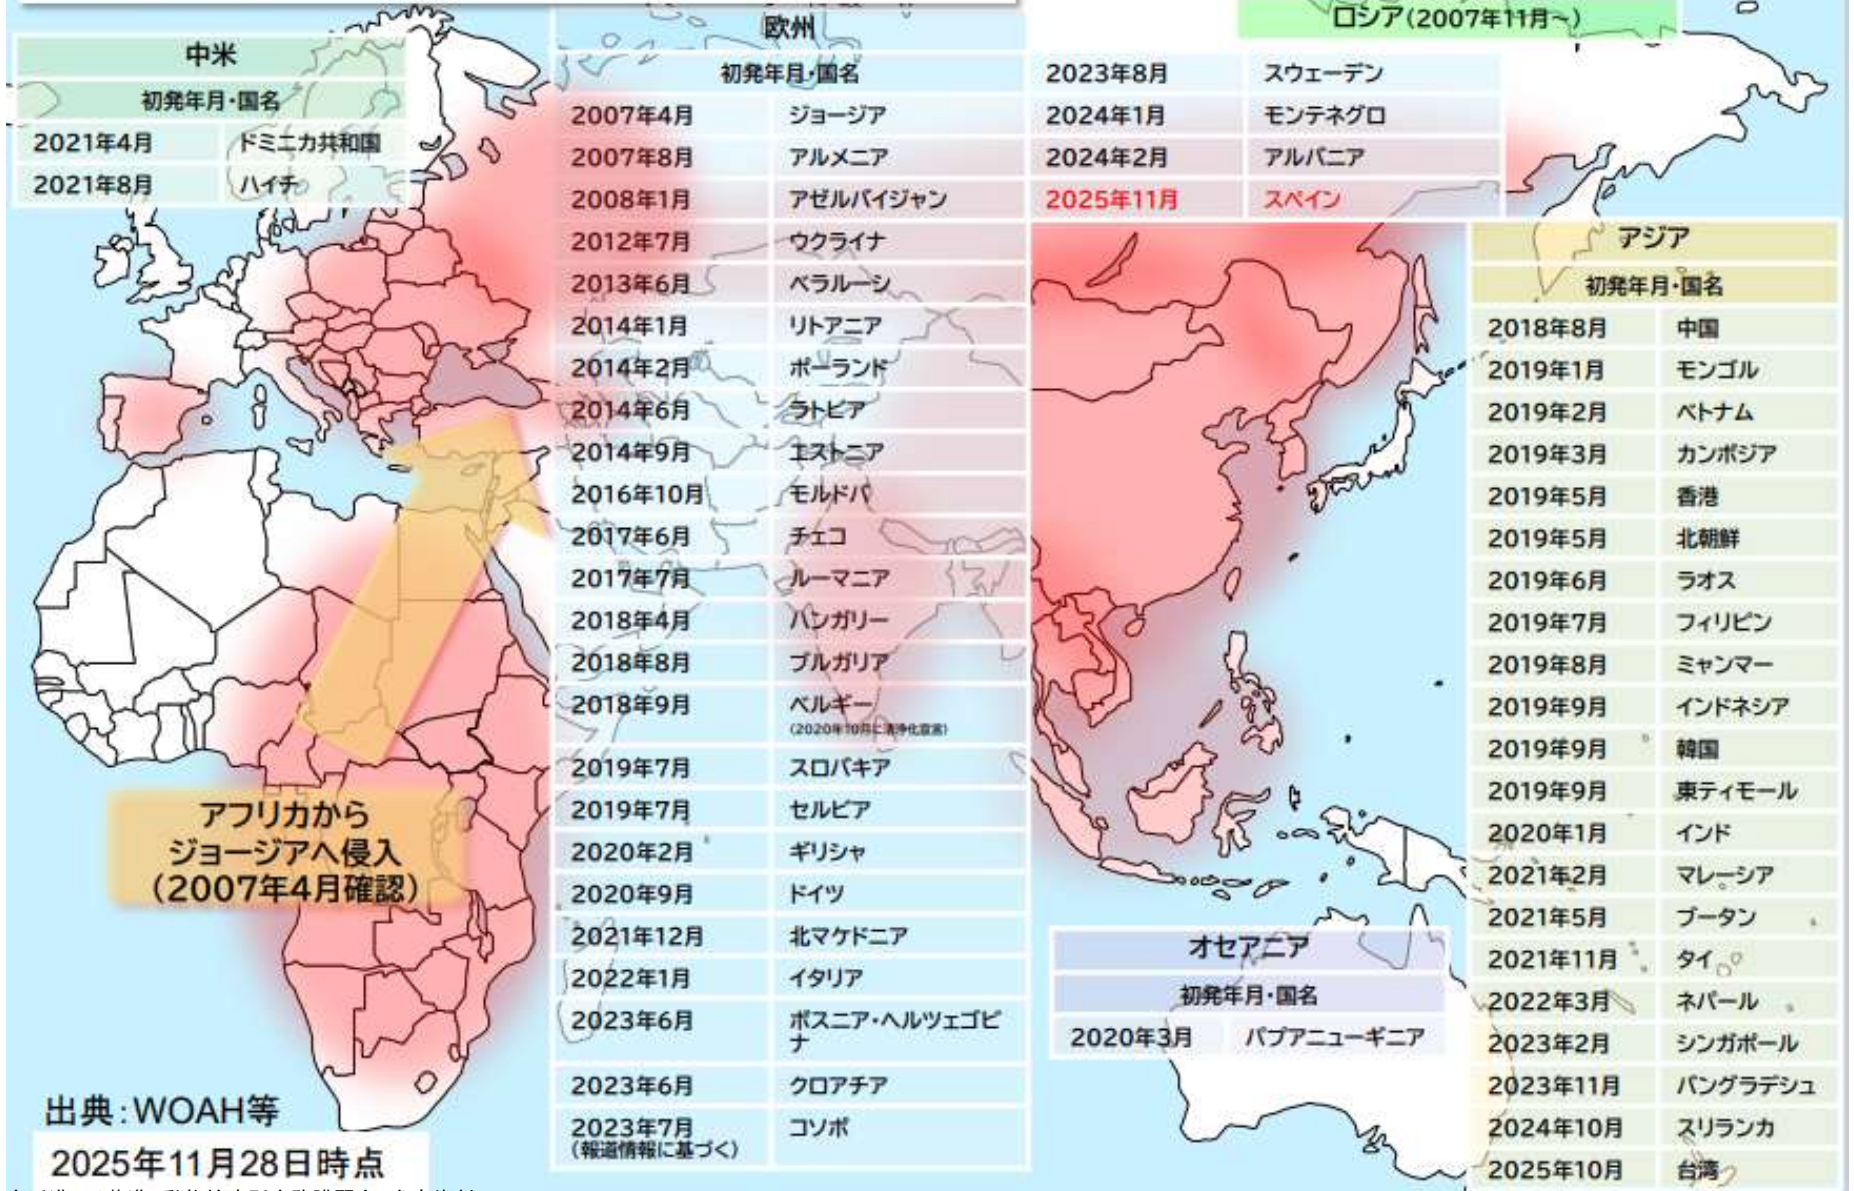 中米
初発年月・国名
2021年4月 ドミニカ共和国
2021年8月 ハイチ
欧州
初発年月・国名
2007年4月 ジョージア
2007年8月 アルメニア
2008年1月 アゼルバイジャン
2012年7月 ウクライナ
2013年6月 ベラルーシ
2014年1月 リトアニア
2014年2月 ポーランド
2014年6月 ラトビア
2014年9月 エストニア
2016年10月 モルドバ
2017年6月 チェコ
2017年7月 ルーマニア
2018年4月 ハンガリー
2018年8月 ブルガリア
2018年9月 ベルギー
(2020年10月に清浄化宣言)
2019年7月 スロバキア
2019年7月 セルビア
2020年2月 ギリシャ
2020年9月 ドイツ
2021年12月 北マケドニア
2022年1月 イタリア
2023年6月 ボスニア・ヘルツェゴビ
ナ
2023年6月 クロアチア
2023年7月 コソボ
(報道情報に基づく)
2023年8月 スウェーデン
2024年1月 モンテネグロ
2024年2月 アルバニア
2025年11月 スペイン
ロシア(2007年11月~)
アジア
初発年月・国名
2018年8月 中国
2019年1月 モンゴル
2019年2月 ベトナム
2019年3月 カンボジア
2019年5月 香港
2019年5月 北朝鮮
2019年6月 ラオス
2019年7月 フィリピン
2019年8月 ミャンマー
2019年9月 インドネシア
2019年9月 韓国
2019年9月 東ティモール
2020年1月 インド
2021年2月 マレーシア
2021年5月 ブータン
2021年11月 タイ
2022年3月 ネパール
2023年2月 シンガポール
2023年11月 バングラデシュ
2024年10月 スリランカ
2025年10月 台湾
オセアニア
初発年月・国名
2020年3月 パプアニューギニア
アフリカから
ジョージアへ侵入
(2007年4月確認)
出典:WOAH等
2025年11月28日時点